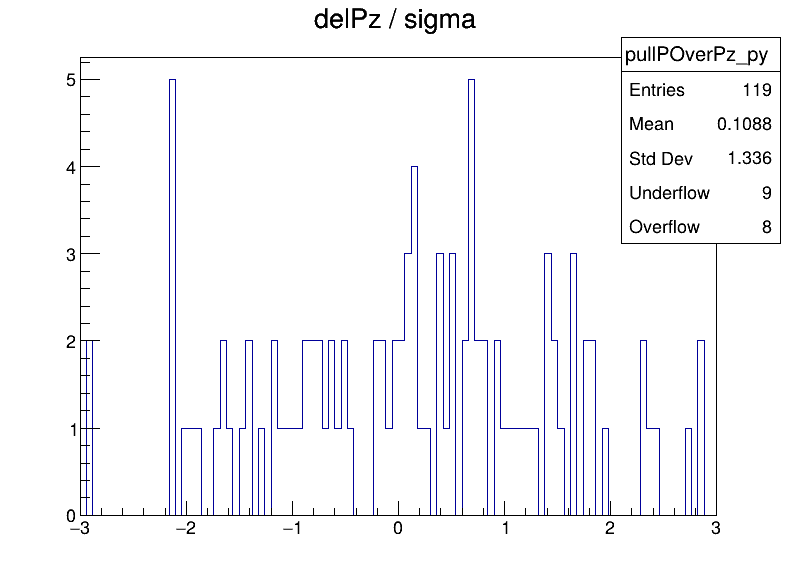 delPz / sigma
pullPOverPz_py
Entries 119
Mean 0.1088
Std Dev 1.336
Underflow 9
Overflow 8
5
4
3
2
1
0
−3 −2 −1 0 1 2 3